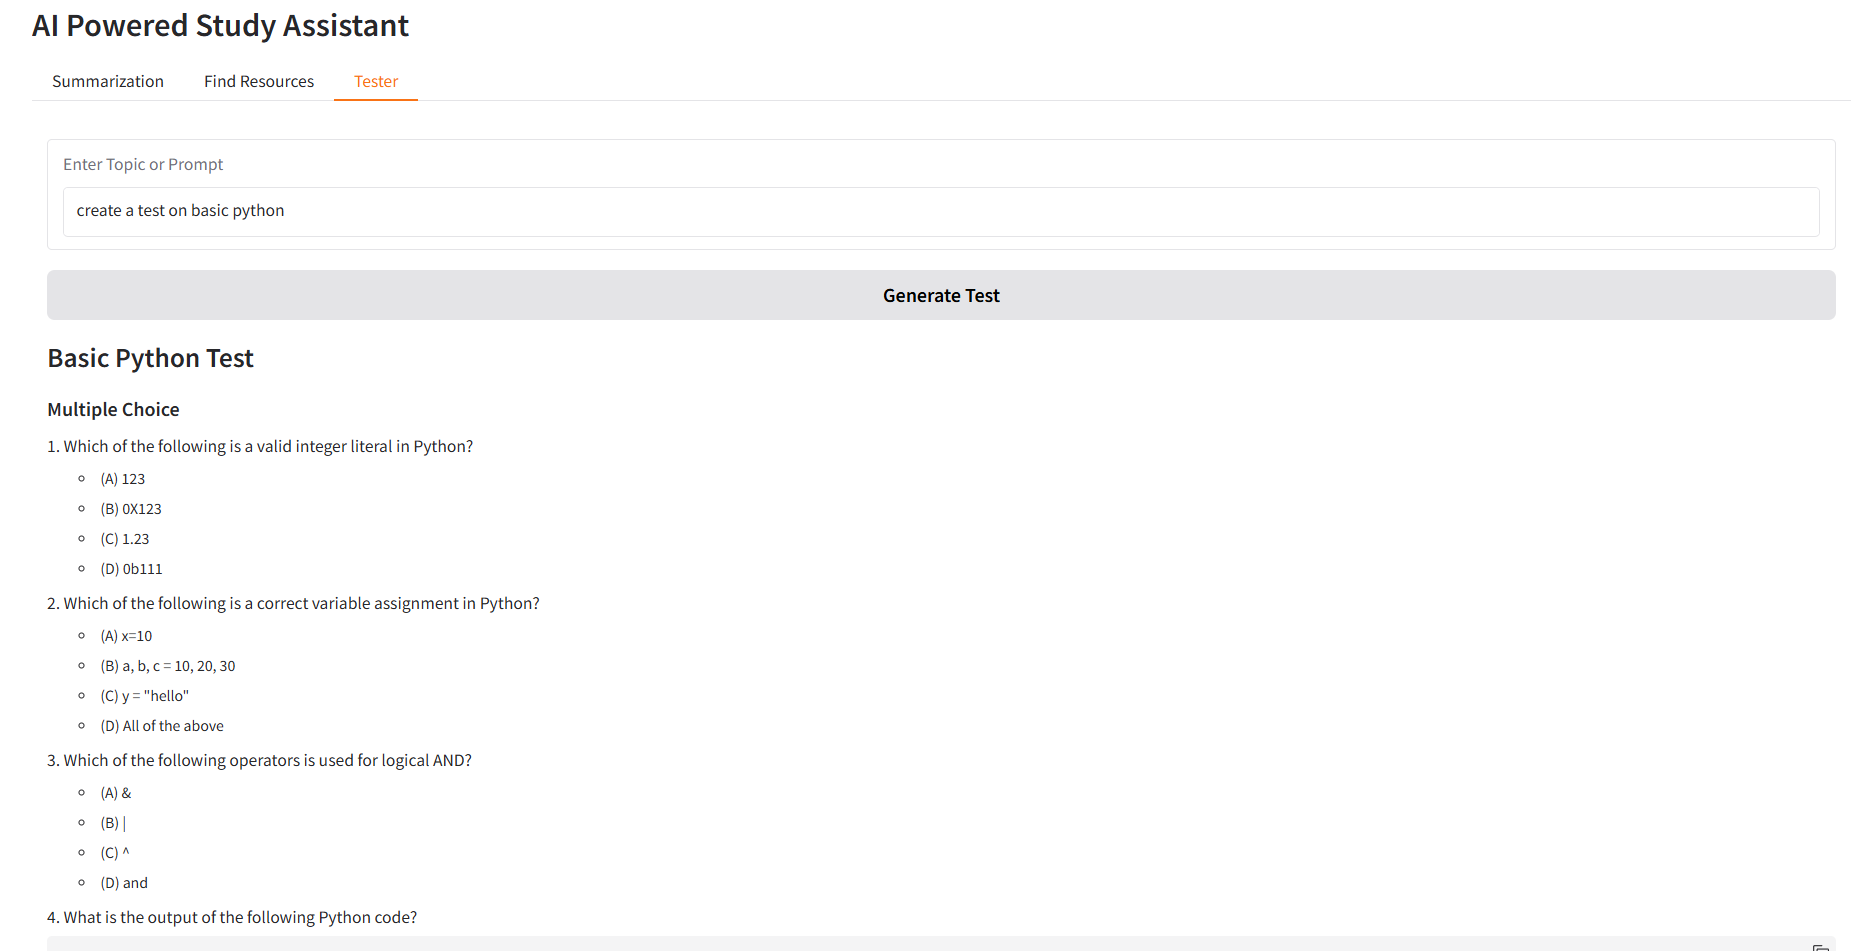 AI Powered Study Assistant
Summarization Find Resources Tester
Enter Topic or Prompt
create a test on basic python
Generate Test
Basic Python Test
Multiple Choice
1. Which of the following is a valid integer literal in Python?
(A) 123
(B) 0X123
(C) 1.23
(D) 0b111
2. Which of the following is a correct variable assignment in Python?
(A) x=10
(B) a, b, c = 10, 20, 30
(C) y = "hello"
(D) All of the above
3. Which of the following operators is used for logical AND?
(A) &
(B) |
(C) ^
(D) and
4. What is the output of the following Python code?